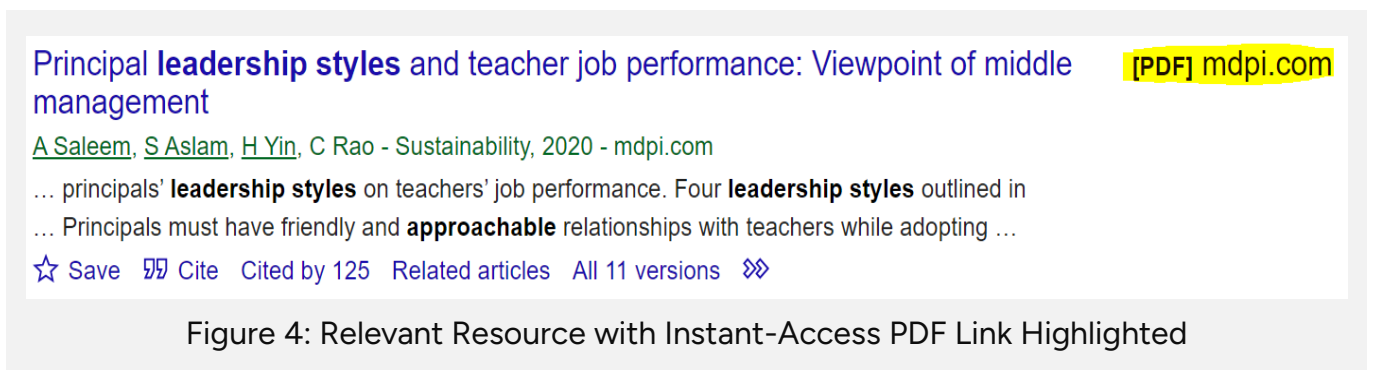 Principal leadership styles and teacher job performance: Viewpoint of middle
management
[PDF] mdpi.com
A Saleem, S Aslam, H Yin, C Rao - Sustainability, 2020 - mdpi.com
… principals’ leadership styles on teachers’ job performance. Four leadership styles outlined in
… Principals must have friendly and approachable relationships with teachers while adopting …
Save Cite Cited by 125 Related articles All 11 versions
Figure 4: Relevant Resource with Instant-Access PDF Link Highlighted